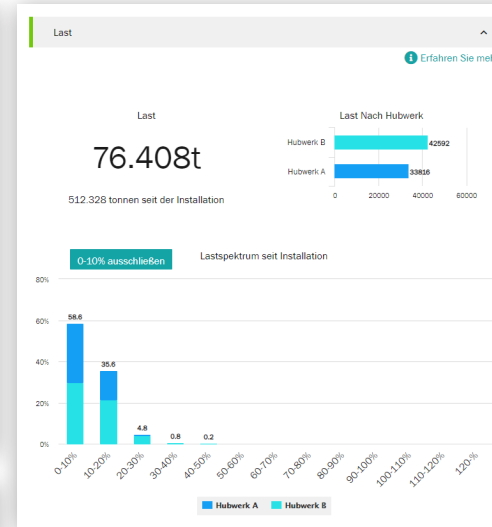 Last
Erfahren Sie meh
Last
76.408t
512.328 tonnen seit der Installation
Last Nach Hubwerk
Hubwerk B
42592
Hubwerk A
33816
0 20000 40000 60000
0-10% ausschließen
Lastspektrum seit Installation
80%
60%
40%
20%
0%
58.6
35.6
4.8
0.8
0.2
0-10% 10-20% 20-30% 30-40% 40-50% 50-60% 60-70% 70-80% 80-90% 90-100% 100-110% 110-120% 120-%
Hubwerk A Hubwerk B